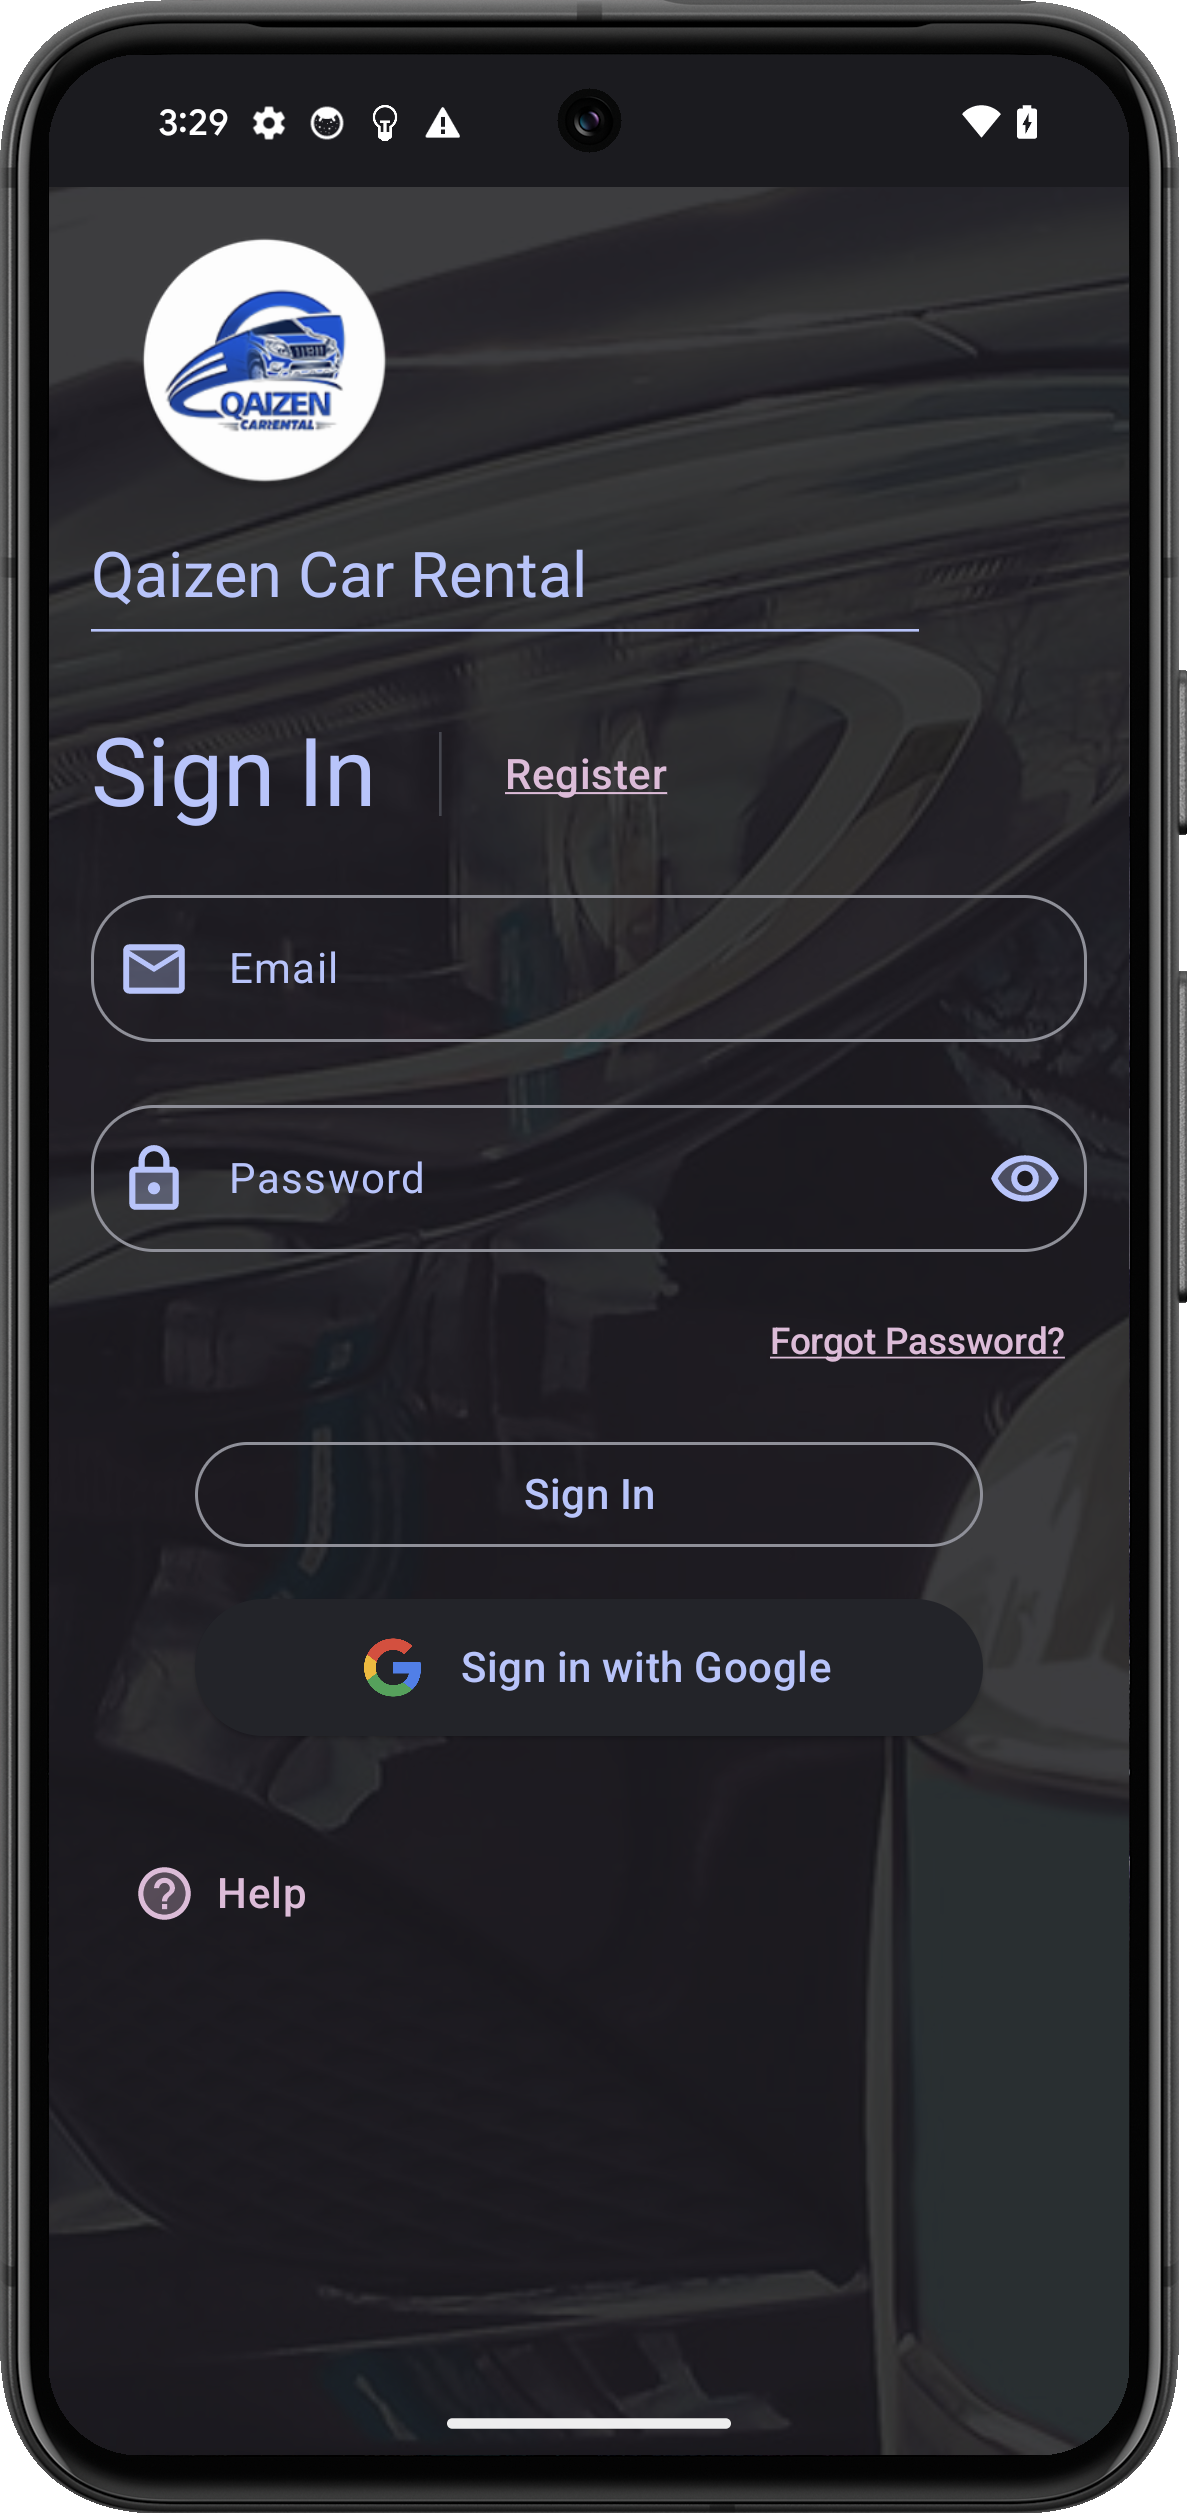 3:29
QAIZEN
CARRENTAL
Qaizen Car Rental
Sign In
Register
Email
Password
Forgot Password?
Sign In
Sign in with Google
Help